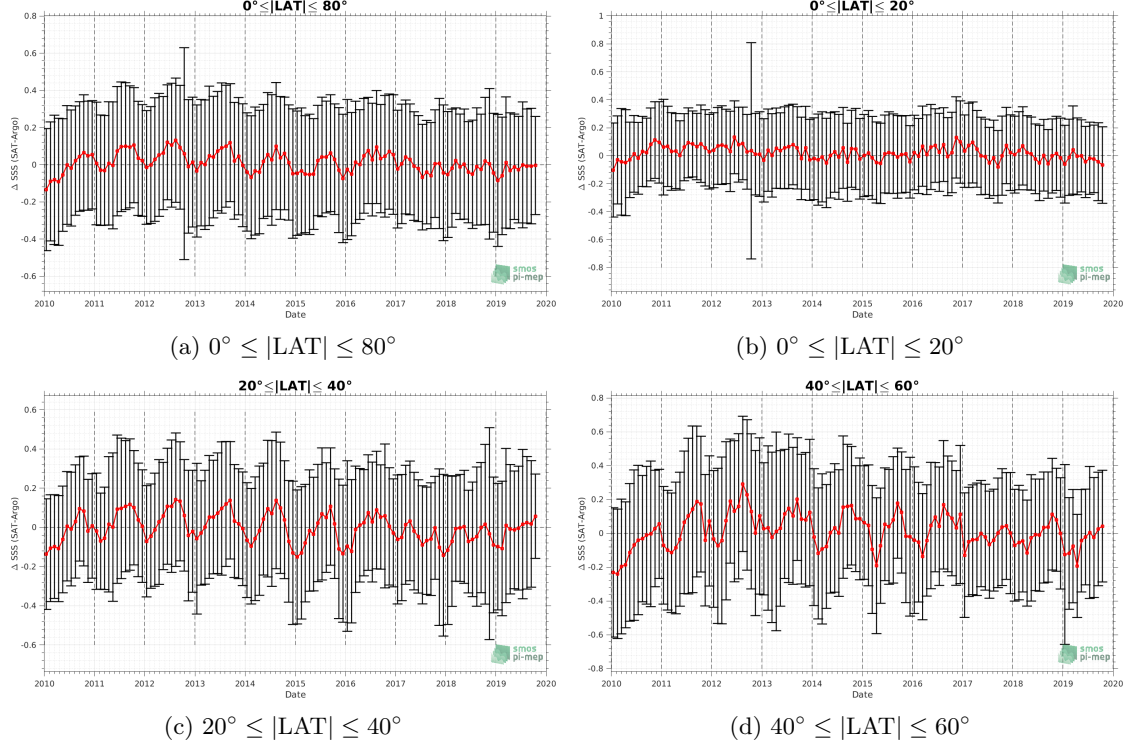 0°≤|LAT|≤ 80°
0.8
0.6
0.4
0.2
0
-0.2
-0.4
-0.6
Δ SSS (SAT-Argo)
2010 2011 2012 2013 2014 2015 2016 2017 2018 2019 2020
Date
smos
pi-mep
(a) 0° ≤ |LAT| ≤ 80°
0°≤|LAT|≤ 20°
1
0.8
0.6
0.4
0.2
0
-0.2
-0.4
-0.6
-0.8
Δ SSS (SAT-Argo)
2010 2011 2012 2013 2014 2015 2016 2017 2018 2019 2020
Date
smos
pi-mep
(b) 0° ≤ |LAT| ≤ 20°
20°≤|LAT|≤ 40°
0.6
0.4
0.2
0
-0.2
-0.4
-0.6
Δ SSS (SAT-Argo)
2010 2011 2012 2013 2014 2015 2016 2017 2018 2019 2020
Date
smos
pi-mep
(c) 20° ≤ |LAT| ≤ 40°
40°≤|LAT|≤ 60°
0.8
0.6
0.4
0.2
0
-0.2
-0.4
-0.6
-0.8
Δ SSS (SAT-Argo)
2010 2011 2012 2013 2014 2015 2016 2017 2018 2019 2020
Date
smos
pi-mep
(d) 40° ≤ |LAT| ≤ 60°